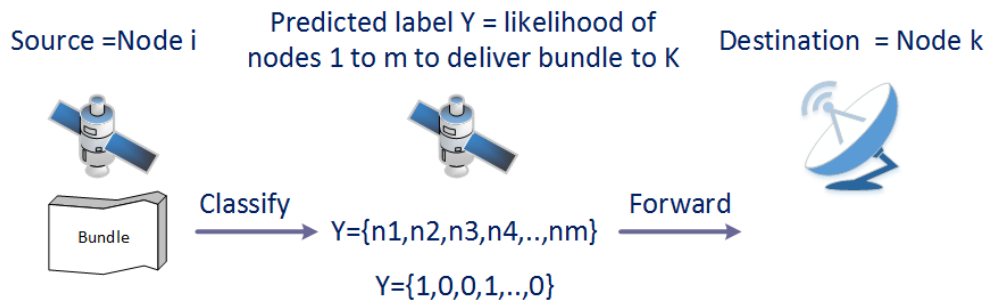 Source =Node i
Predicted label Y = likelihood of
nodes 1 to m to deliver bundle to K
Destination = Node k
Bundle
Classify
Y={n1,n2,n3,n4,..,nm}
Y={1,0,0,1,..,0}
Forward